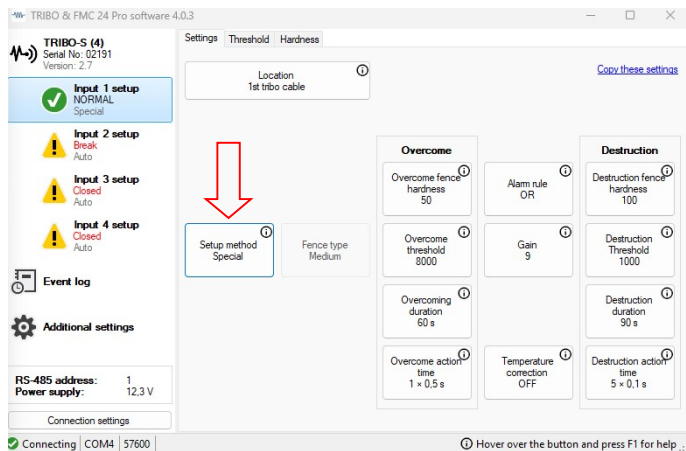 TRIBO & FMC 24 Pro software 4.0.3
TRIBO-S (4)
Serial No: 02191
Version: 2.7
Input 1 setup
NORMAL
Special
Input 2 setup
Break
Auto
Input 3 setup
Closed
Auto
Input 4 setup
Closed
Auto
Event log
Additional settings
RS-485 address: 1
Power supply: 12,3 V
Connection settings
Settings Threshold Hardness
Location
1st tribo cable
Copy these settings
Setup method
Special
Fence type
Medium
Overcome
Overcome fence
hardness
50
Overcome
threshold
8000
Overcoming
duration
60 s
Overcome action
time
1 × 0,5 s
Alarm rule
OR
Gain
9
Temperature
correction
OFF
Destruction
Destruction fence
hardness
100
Destruction
Threshold
1000
Destruction
duration
90 s
Destruction action
time
5 × 0,1 s
Connecting COM4 57600
Hover over the button and press F1 for help